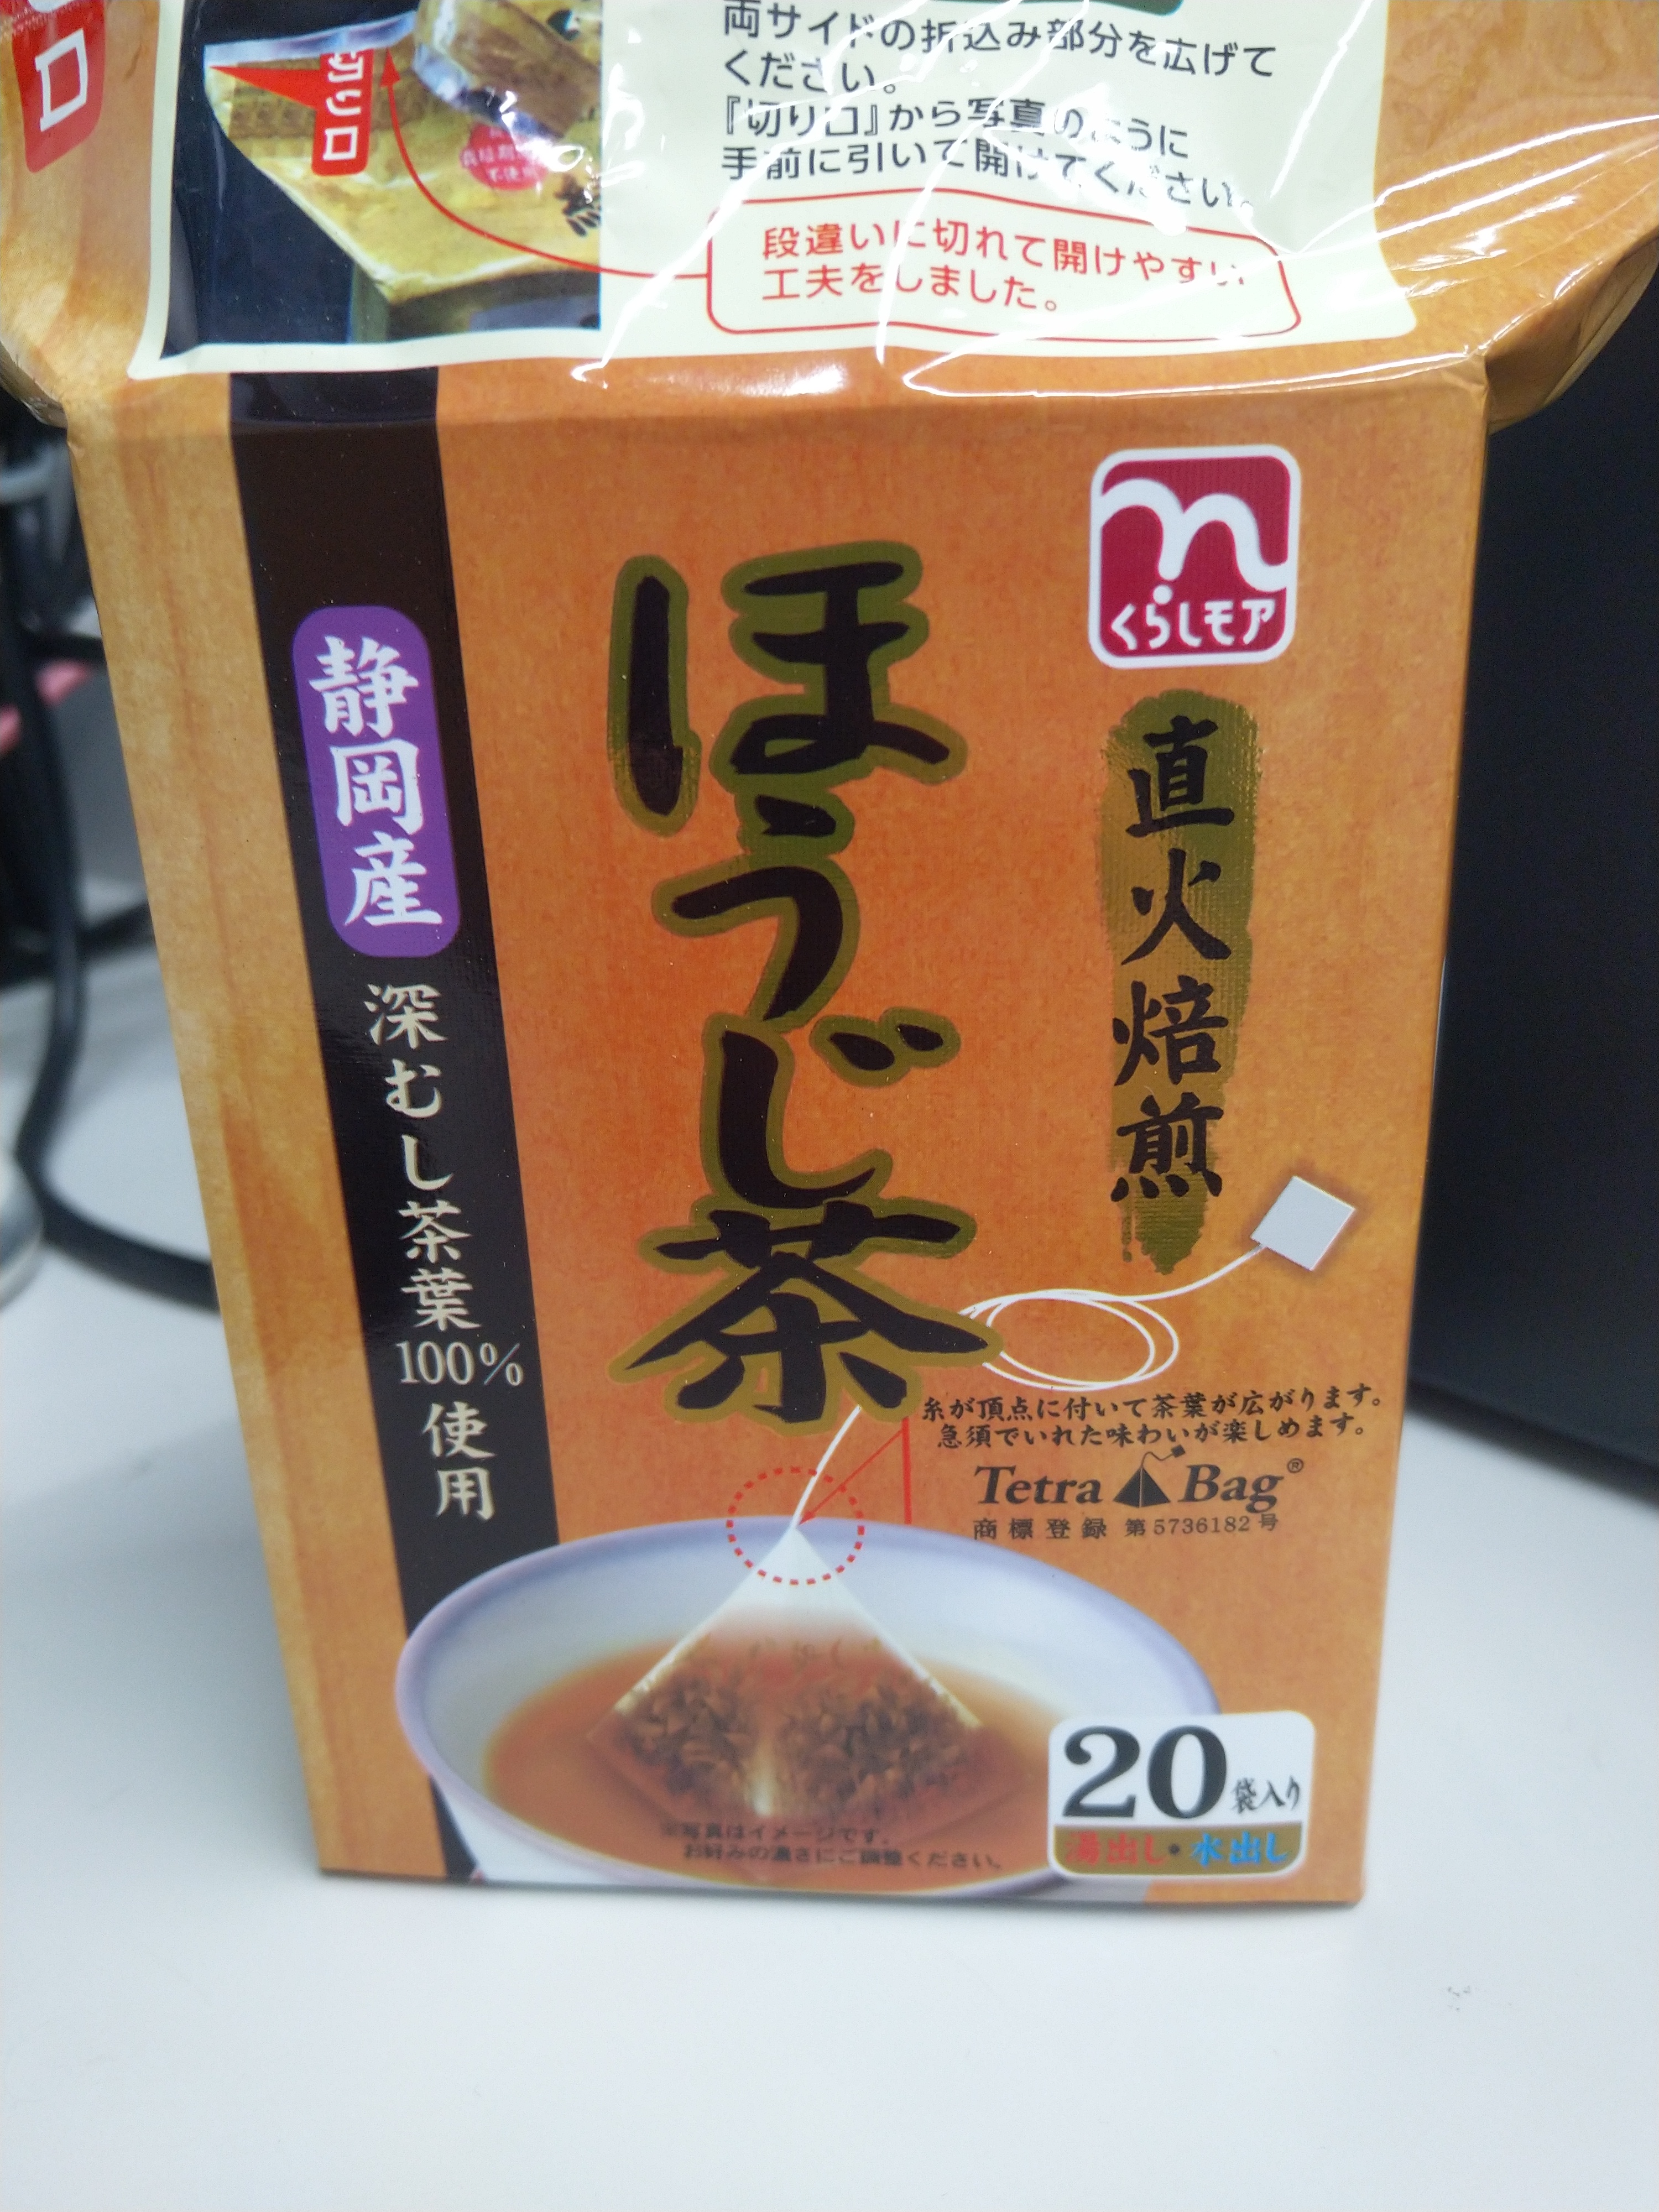 口
切り口
両サイドの折込み部分を広げて
ください。
『切り口』から写真のように
手前に引いて開けてください。
段違いに切れて開けやすい
工夫をしました。
くらしモア
直火焙煎
ほうじ茶
静岡産
深むし茶葉100%使用
糸が頂点に付いて茶葉が広がります。
急須でいれた味わいが楽しめます。
Tetra Bag®
商標登録 第5736182号
20袋入り
湯出し・水出し
※写真はイメージです。
お好みの濃さにご調整ください。